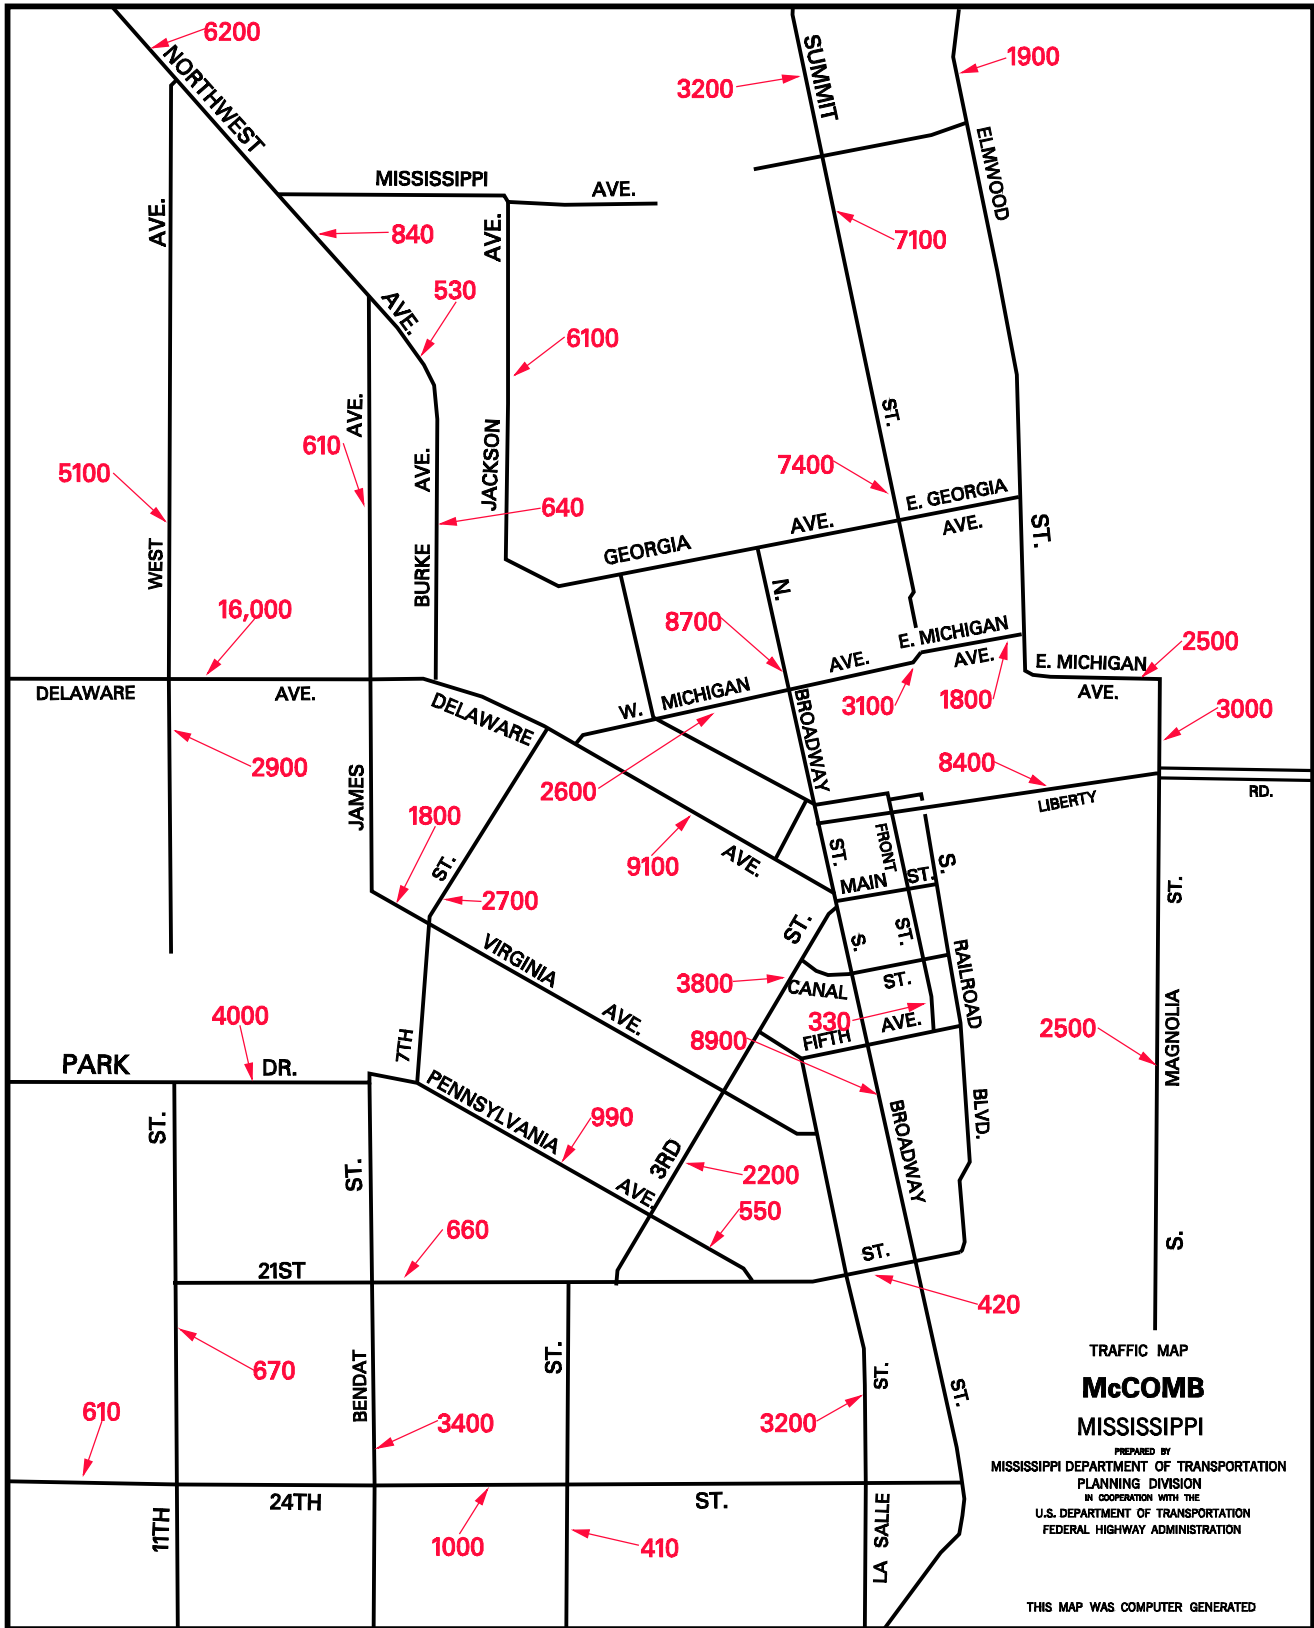 6200
NORTHWEST
3200
SUMMIT
1900
ELMWOOD
MISSISSIPPI
AVE.
AVE.
840
AVE.
7100
530
AVE.
6100
AVE.
610
AVE.
JACKSON
ST.
5100
7400
E. GEORGIA
640
WEST
BURKE
GEORGIA
AVE.
AVE.
ST.
N.
16,000
8700
E. MICHIGAN
2500
DELAWARE
AVE.
DELAWARE
W.
MICHIGAN
AVE.
AVE.
E. MICHIGAN
AVE.
3100
1800
3000
BROADWAY
2900
8400
2600
RD.
LIBERTY
JAMES
1800
ST.
9100
AVE.
ST.
FRONT
S.
2700
MAIN
ST.
ST.
VIRGINIA
ST.
S.
ST.
RAILROAD
3800
CANAL
ST.
AVE.
4000
330
FIFTH
AVE.
8900
2500
MAGNOLIA
PARK
DR.
7TH
PENNSYLVANIA
990
BLVD.
ST.
BROADWAY
ST.
3RD
2200
AVE.
550
660
ST.
S.
21ST
420
670
BENDAT
ST.
ST.
ST.
610
3400
3200
24TH
ST.
11TH
1000
410
LA SALLE
TRAFFIC MAP
McCOMB
MISSISSIPPI
PREPARED BY
MISSISSIPPI DEPARTMENT OF TRANSPORTATION
PLANNING DIVISION
IN COOPERATION WITH THE
U.S. DEPARTMENT OF TRANSPORTATION
FEDERAL HIGHWAY ADMINISTRATION
THIS MAP WAS COMPUTER GENERATED